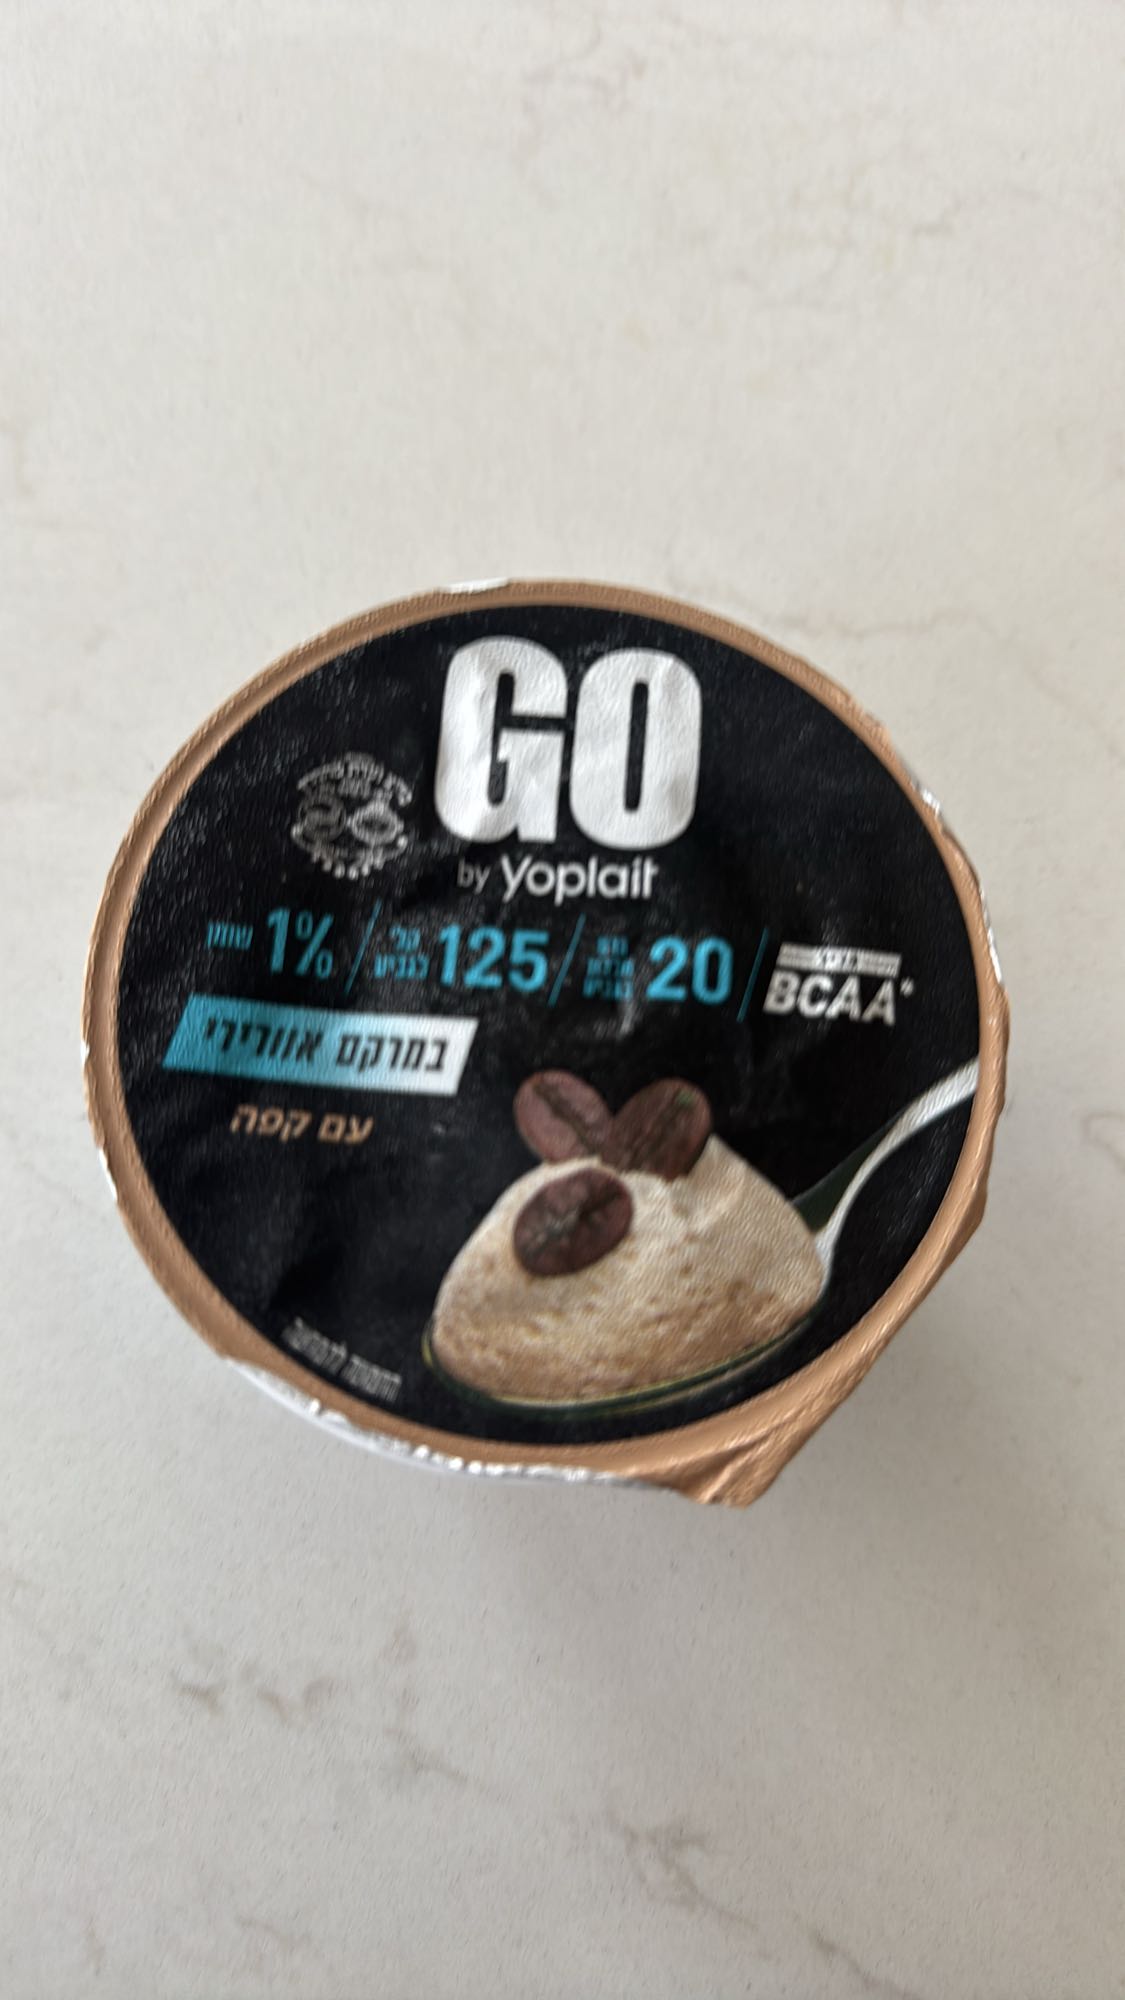 GO
by Yoplait
BCAA*
20 גרם חלבון בגביע / 125 קל' בגביע / 1% שומן
במרקם אוורירי
עם קפה